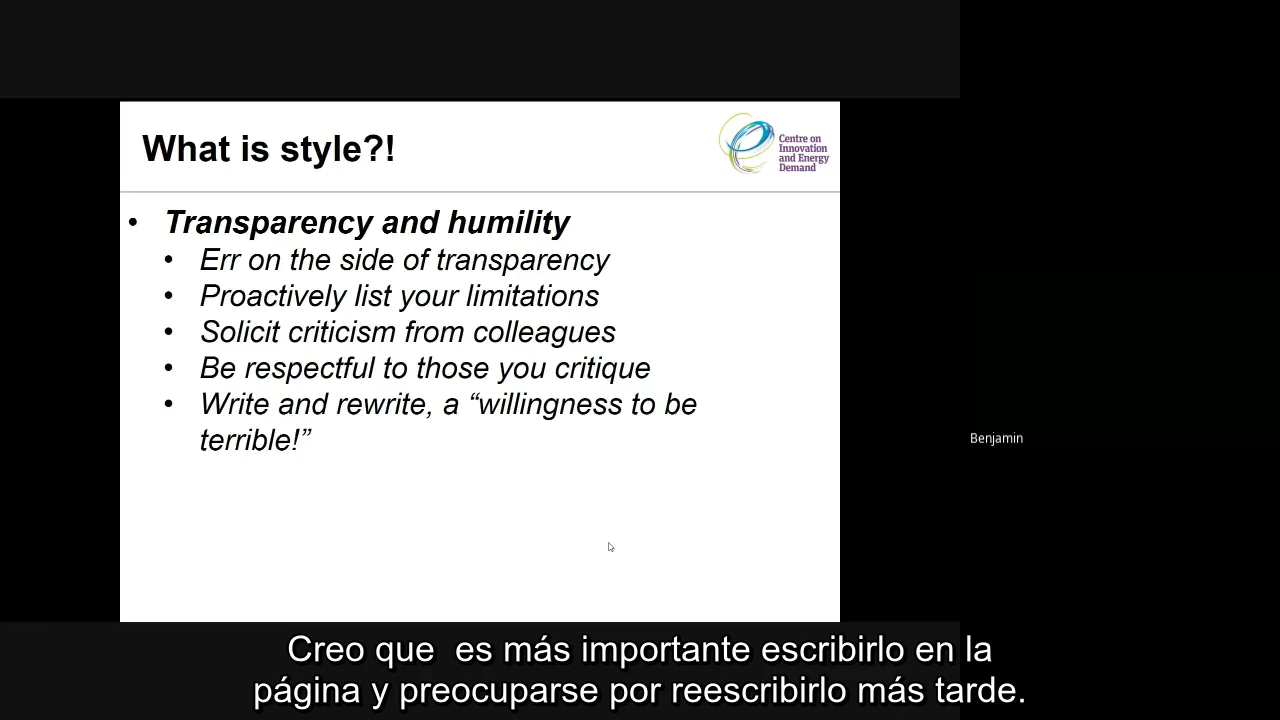 What is style?!
Centre on
Innovation
and Energy
Demand
• Transparency and humility
• Err on the side of transparency
• Proactively list your limitations
• Solicit criticism from colleagues
• Be respectful to those you critique
• Write and rewrite, a “willingness to be
terrible!”
Benjamin
Creo que  es más importante escribirlo en la
página y preocuparse por reescribirlo más tarde.